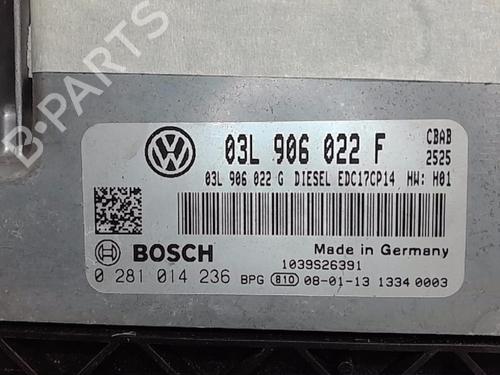 B-PARTS
VW
03L 906 022 F
CBAB
2525
03L 906 022 G DIESEL EDC17CP14 HW: H01
BOSCH
Made in Germany
1039S26391
0 281 014 236 BPG 810 08-01-13 1334 0003